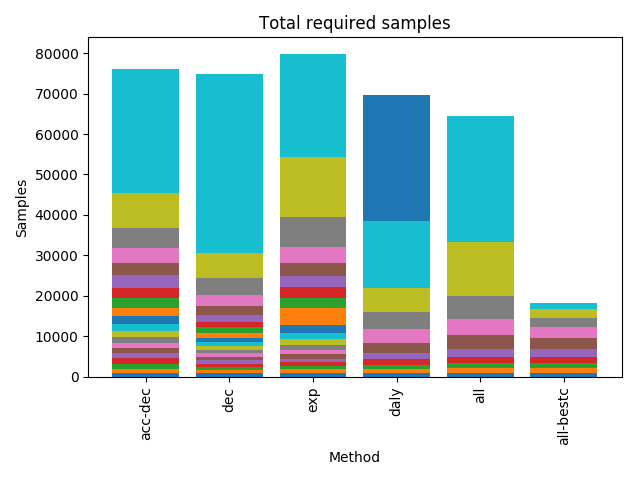 Total required samples
Samples
80000
70000
60000
50000
40000
30000
20000
10000
0
acc-dec
dec
exp
daly
all
all-bestc
Method